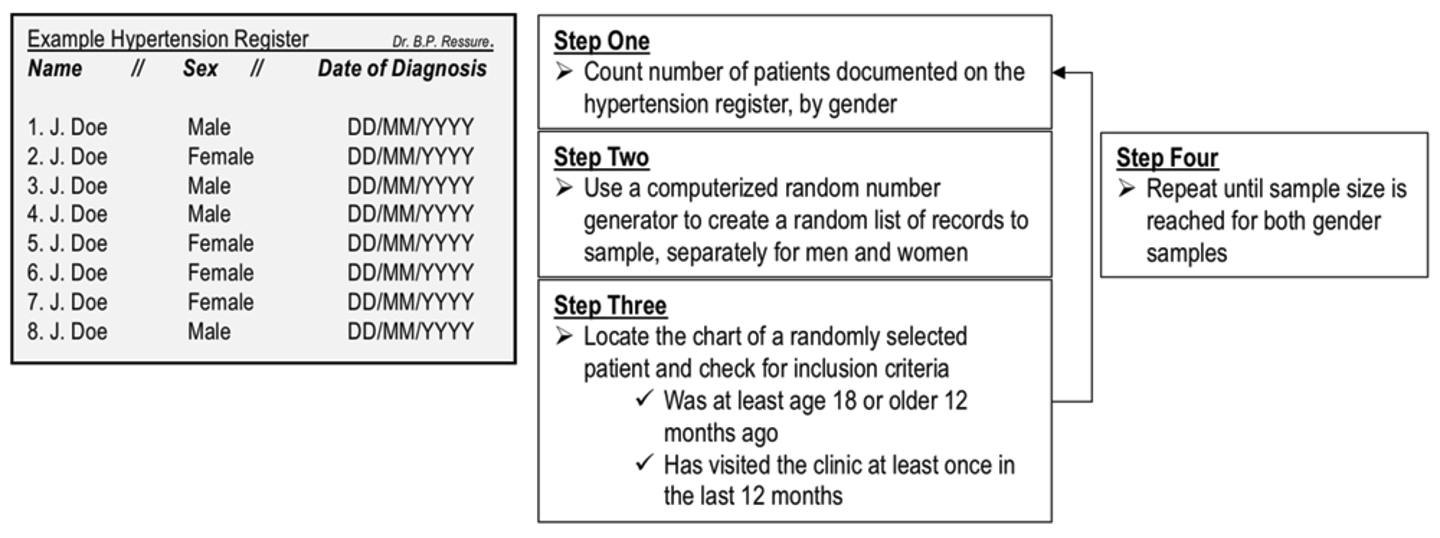 Example Hypertension Register Dr. B.P. Ressure.
Name // Sex // Date of Diagnosis
1. J. Doe Male DD/MM/YYYY
2. J. Doe Female DD/MM/YYYY
3. J. Doe Male DD/MM/YYYY
4. J. Doe Male DD/MM/YYYY
5. J. Doe Female DD/MM/YYYY
6. J. Doe Female DD/MM/YYYY
7. J. Doe Female DD/MM/YYYY
8. J. Doe Male DD/MM/YYYY
Step One
➢ Count number of patients documented on the
hypertension register, by gender
Step Two
➢ Use a computerized random number
generator to create a random list of records to
sample, separately for men and women
Step Three
➢ Locate the chart of a randomly selected
patient and check for inclusion criteria
✓ Was at least age 18 or older 12
months ago
✓ Has visited the clinic at least once in
the last 12 months
Step Four
➢ Repeat until sample size is
reached for both gender
samples